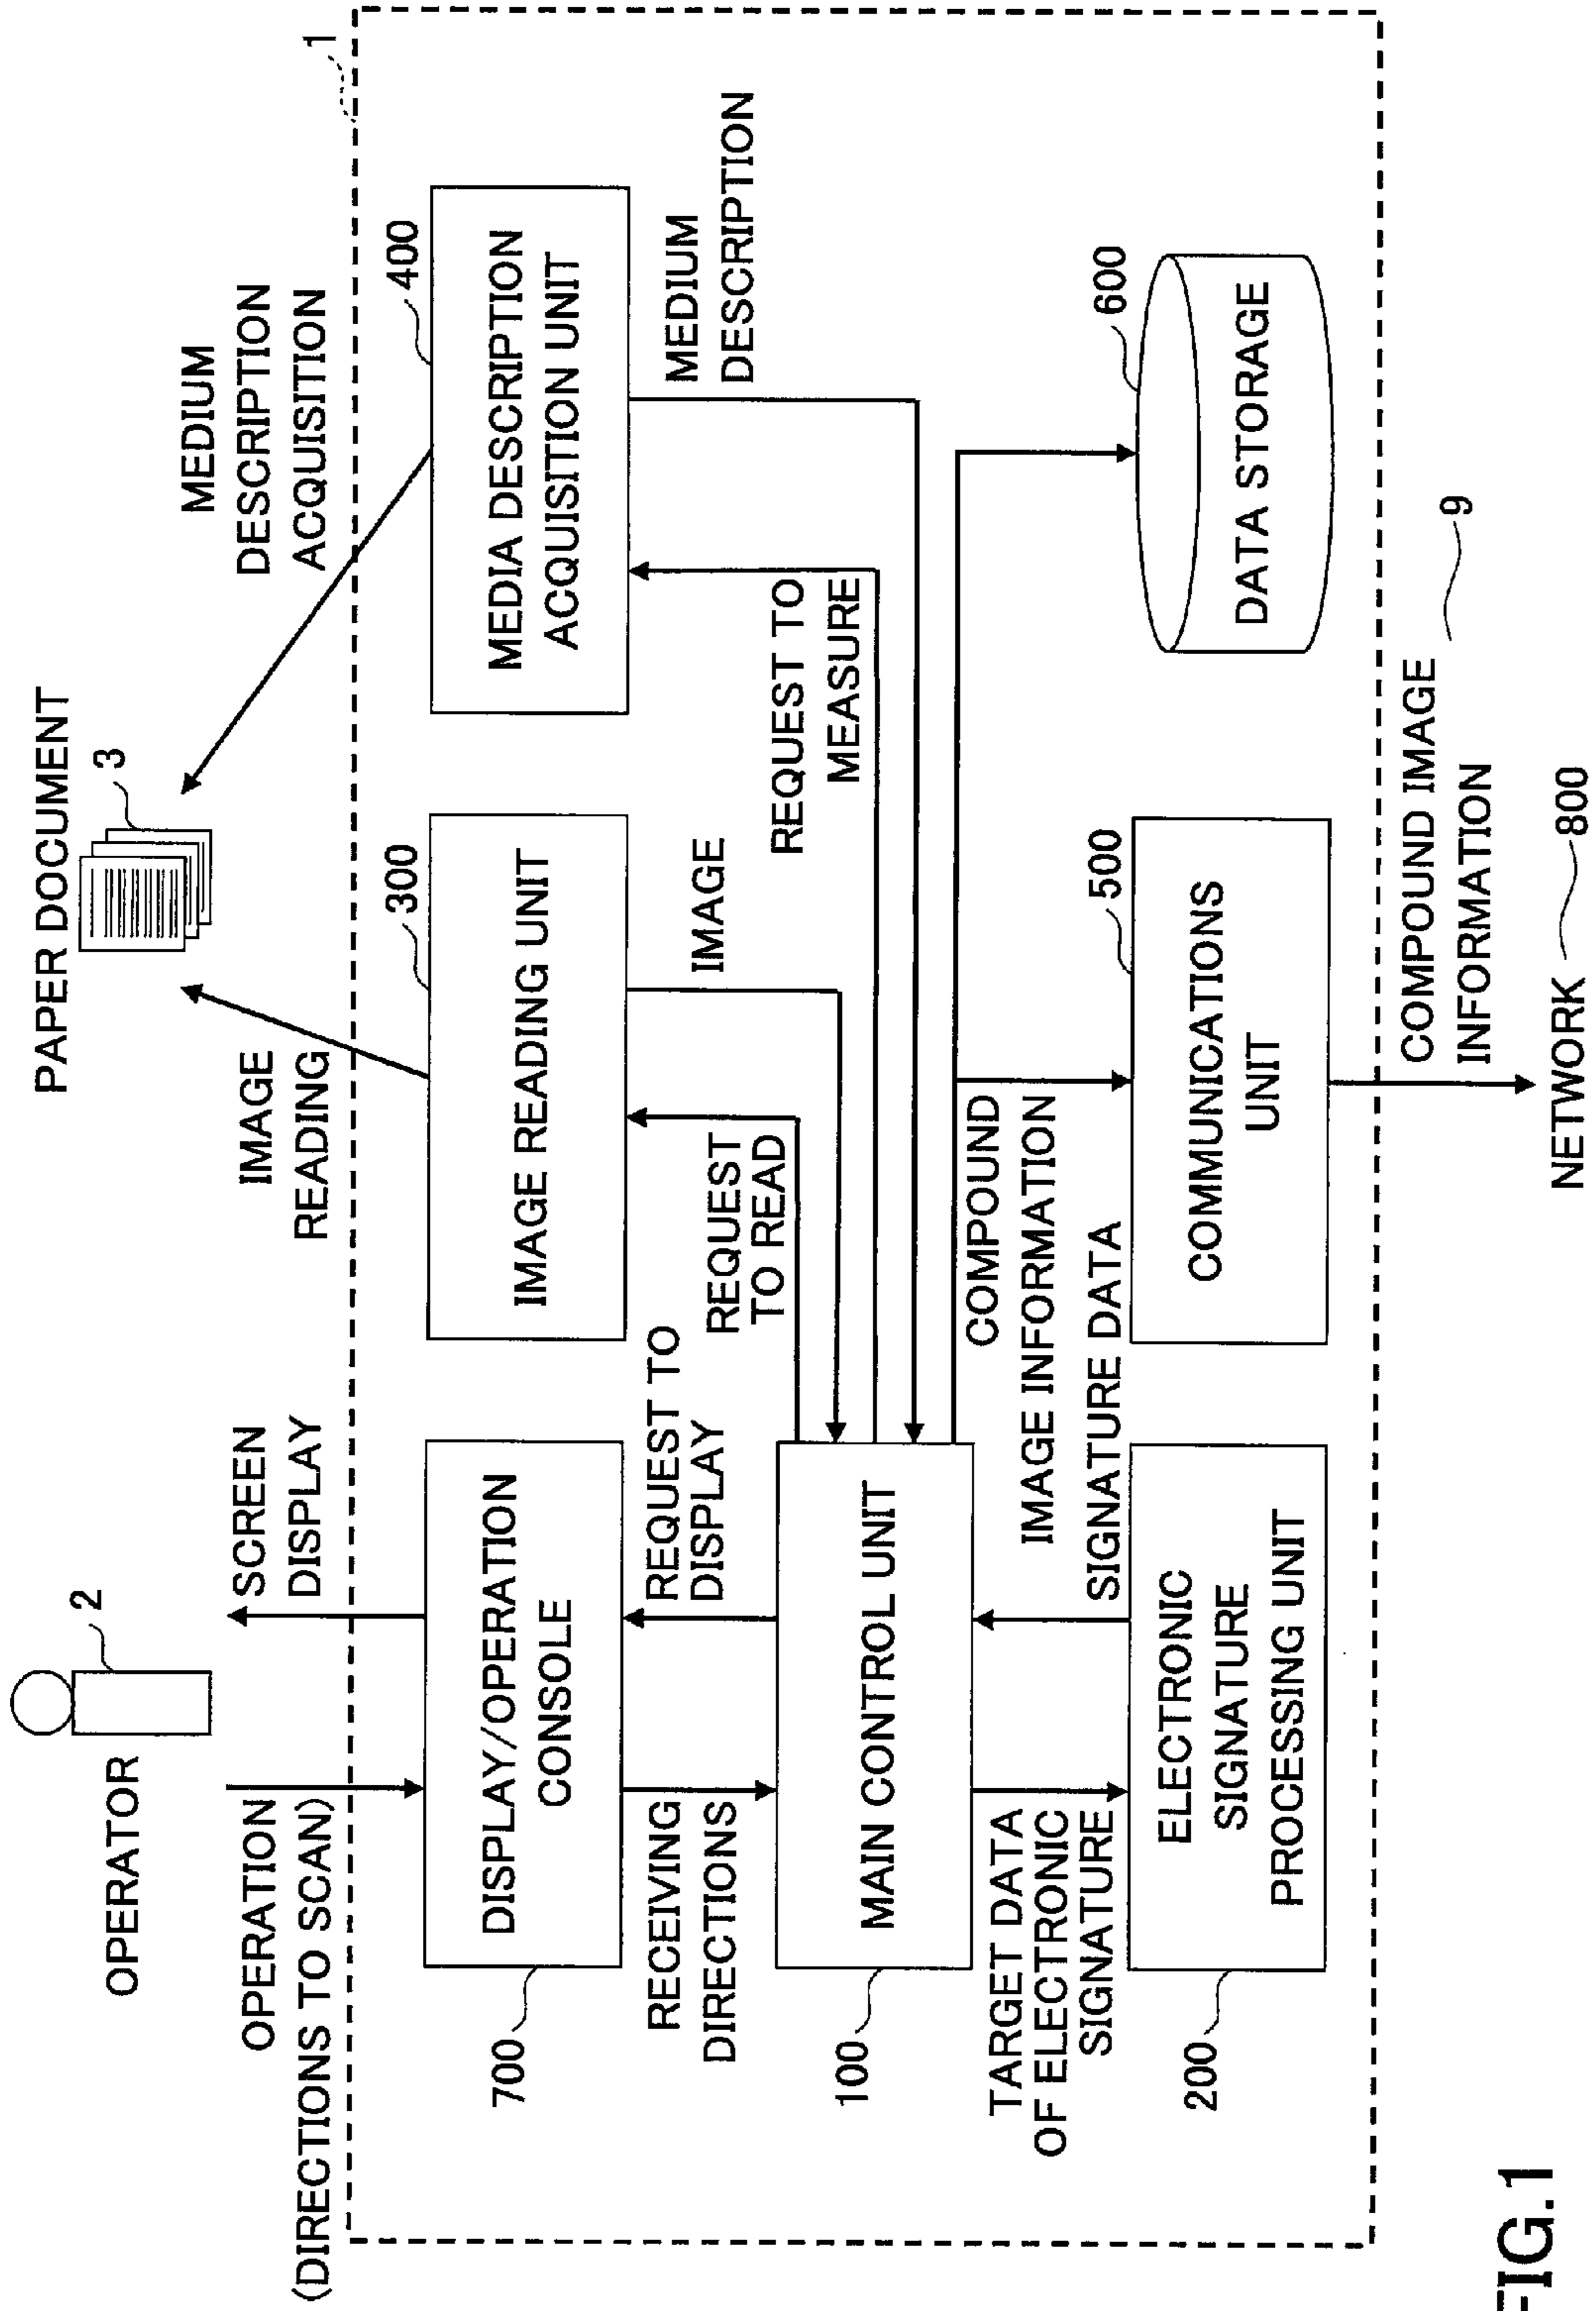 OPERATOR
2
PAPER DOCUMENT
3
OPERATION
(DIRECTIONS TO SCAN)
SCREEN
DISPLAY
IMAGE
READING
MEDIUM
DESCRIPTION
ACQUISITION
1
700
DISPLAY/OPERATION
CONSOLE
300
IMAGE READING UNIT
400
MEDIA DESCRIPTION
ACQUISITION UNIT
RECEIVING
DIRECTIONS
REQUEST TO
DISPLAY
REQUEST
TO READ
IMAGE
REQUEST TO
MEASURE
MEDIUM
DESCRIPTION
100
MAIN CONTROL UNIT
TARGET DATA
OF ELECTRONIC
SIGNATURE
SIGNATURE DATA
COMPOUND
IMAGE INFORMATION
200
ELECTRONIC
SIGNATURE
PROCESSING UNIT
500
COMMUNICATIONS
UNIT
600
DATA STORAGE
COMPOUND IMAGE
INFORMATION
9
NETWORK
800
FIG.1